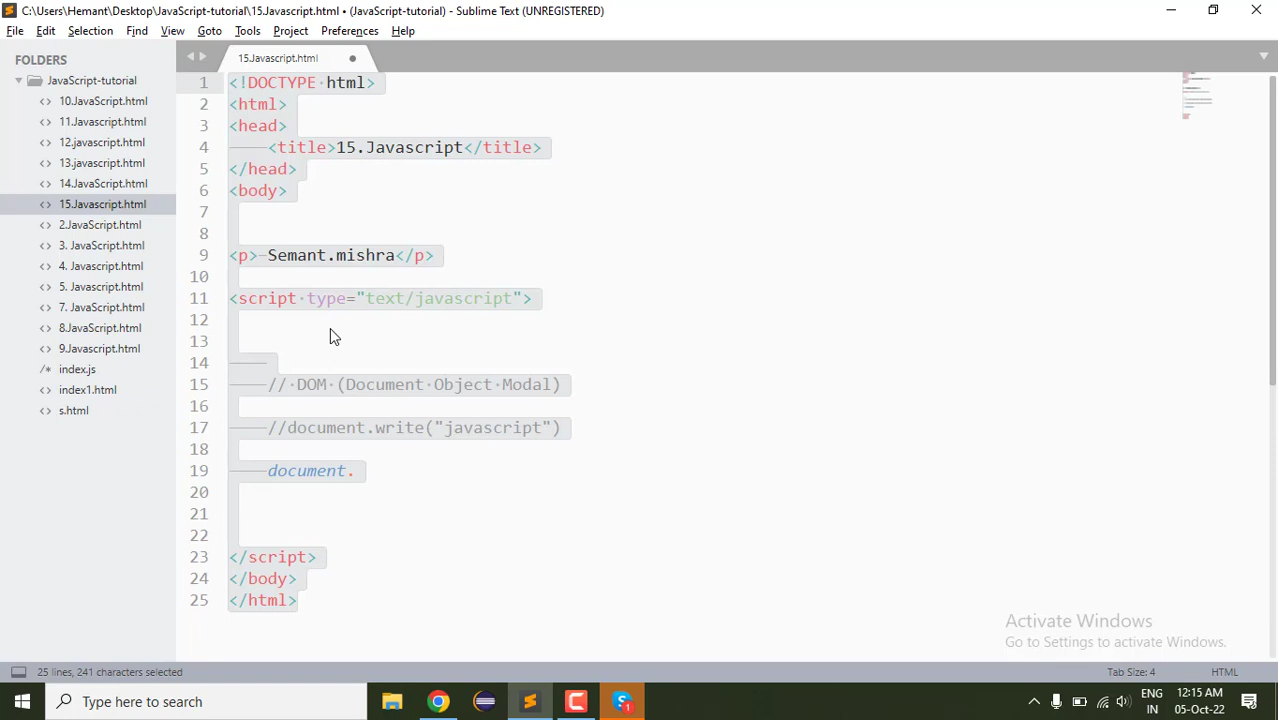 C:\Users\Hemant\Desktop\JavaScript-tutorial\15.Javascript.html • (JavaScript-tutorial) - Sublime Text (UNREGISTERED)
File Edit Selection Find View Goto Tools Project Preferences Help
FOLDERS
JavaScript-tutorial
10.JavaScript.html
11.Javascript.html
12.javascript.html
13.javascript.html
14.JavaScript.html
15.Javascript.html
2.JavaScript.html
3. JavaScript.html
4. Javascript.html
5. Javascript.html
7. JavaScript.html
8.JavaScript.html
9.Javascript.html
index.js
index1.html
s.html
15.Javascript.html
1 <!DOCTYPE html>
2 <html>
3 <head>
4 <title>15.Javascript</title>
5 </head>
6 <body>
7
8
9 <p> Semant.mishra</p>
10
11 <script type="text/javascript">
12
13
14
15 // DOM (Document Object Modal)
16
17 //document.write("javascript")
18
19 document.
20
21
22
23 </script>
24 </body>
25 </html>
Activate Windows
Go to Settings to activate Windows.
25 lines, 241 characters selected
Tab Size: 4 HTML
Type here to search
1
ENG
IN
12:15 AM
05-Oct-22